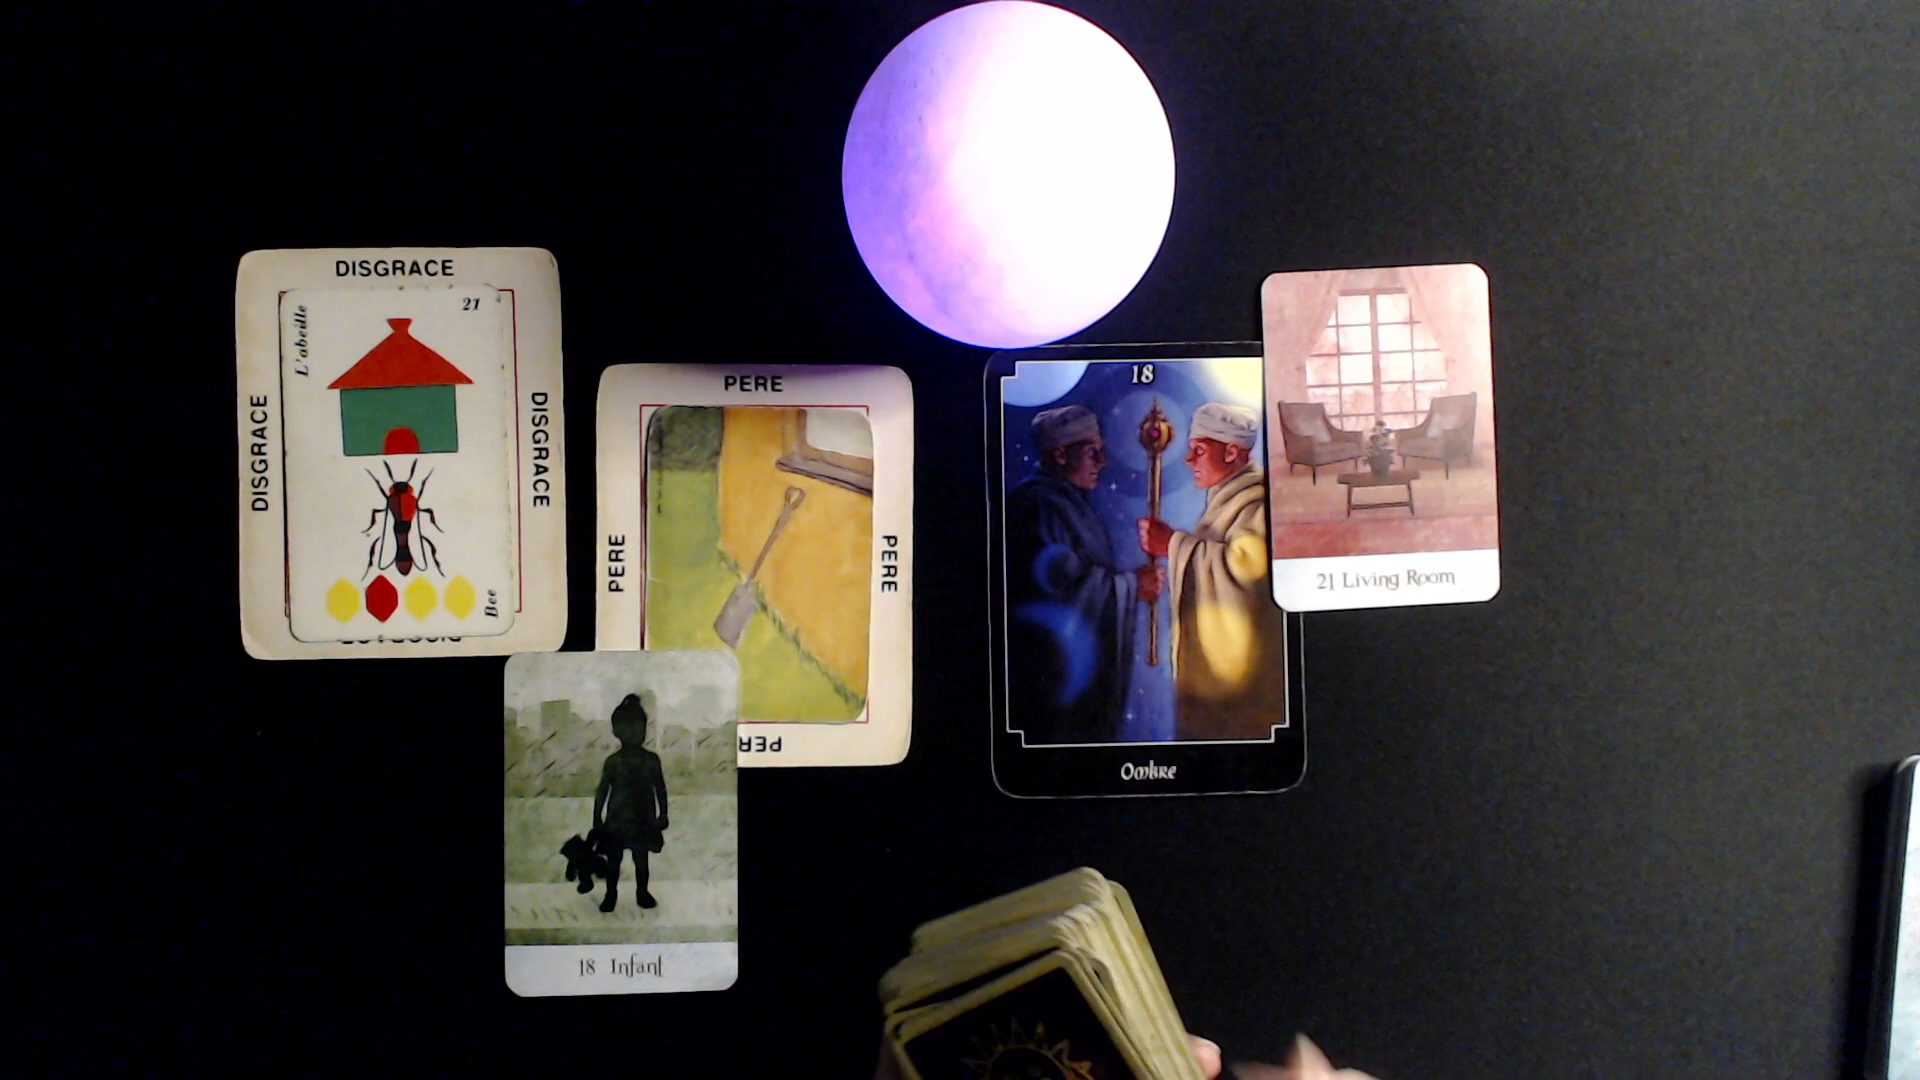 DISGRACE
DISGRACE
DISGRACE
L'abeille
21
Bee
PERE
PERE
PERE
PERE
18 Infant
18
Ombre
21 Living Room